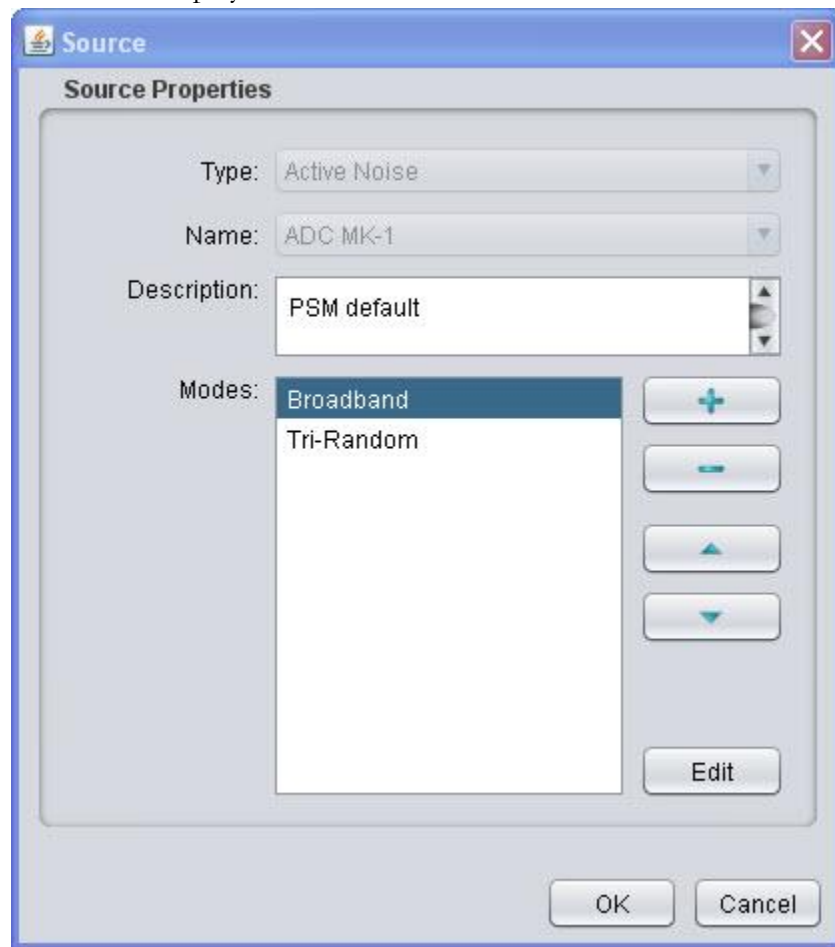 Source
Source Properties
Type: Active Noise
Name: ADC MK-1
Description: PSM default
Modes: Broadband
Tri-Random
Edit
OK Cancel